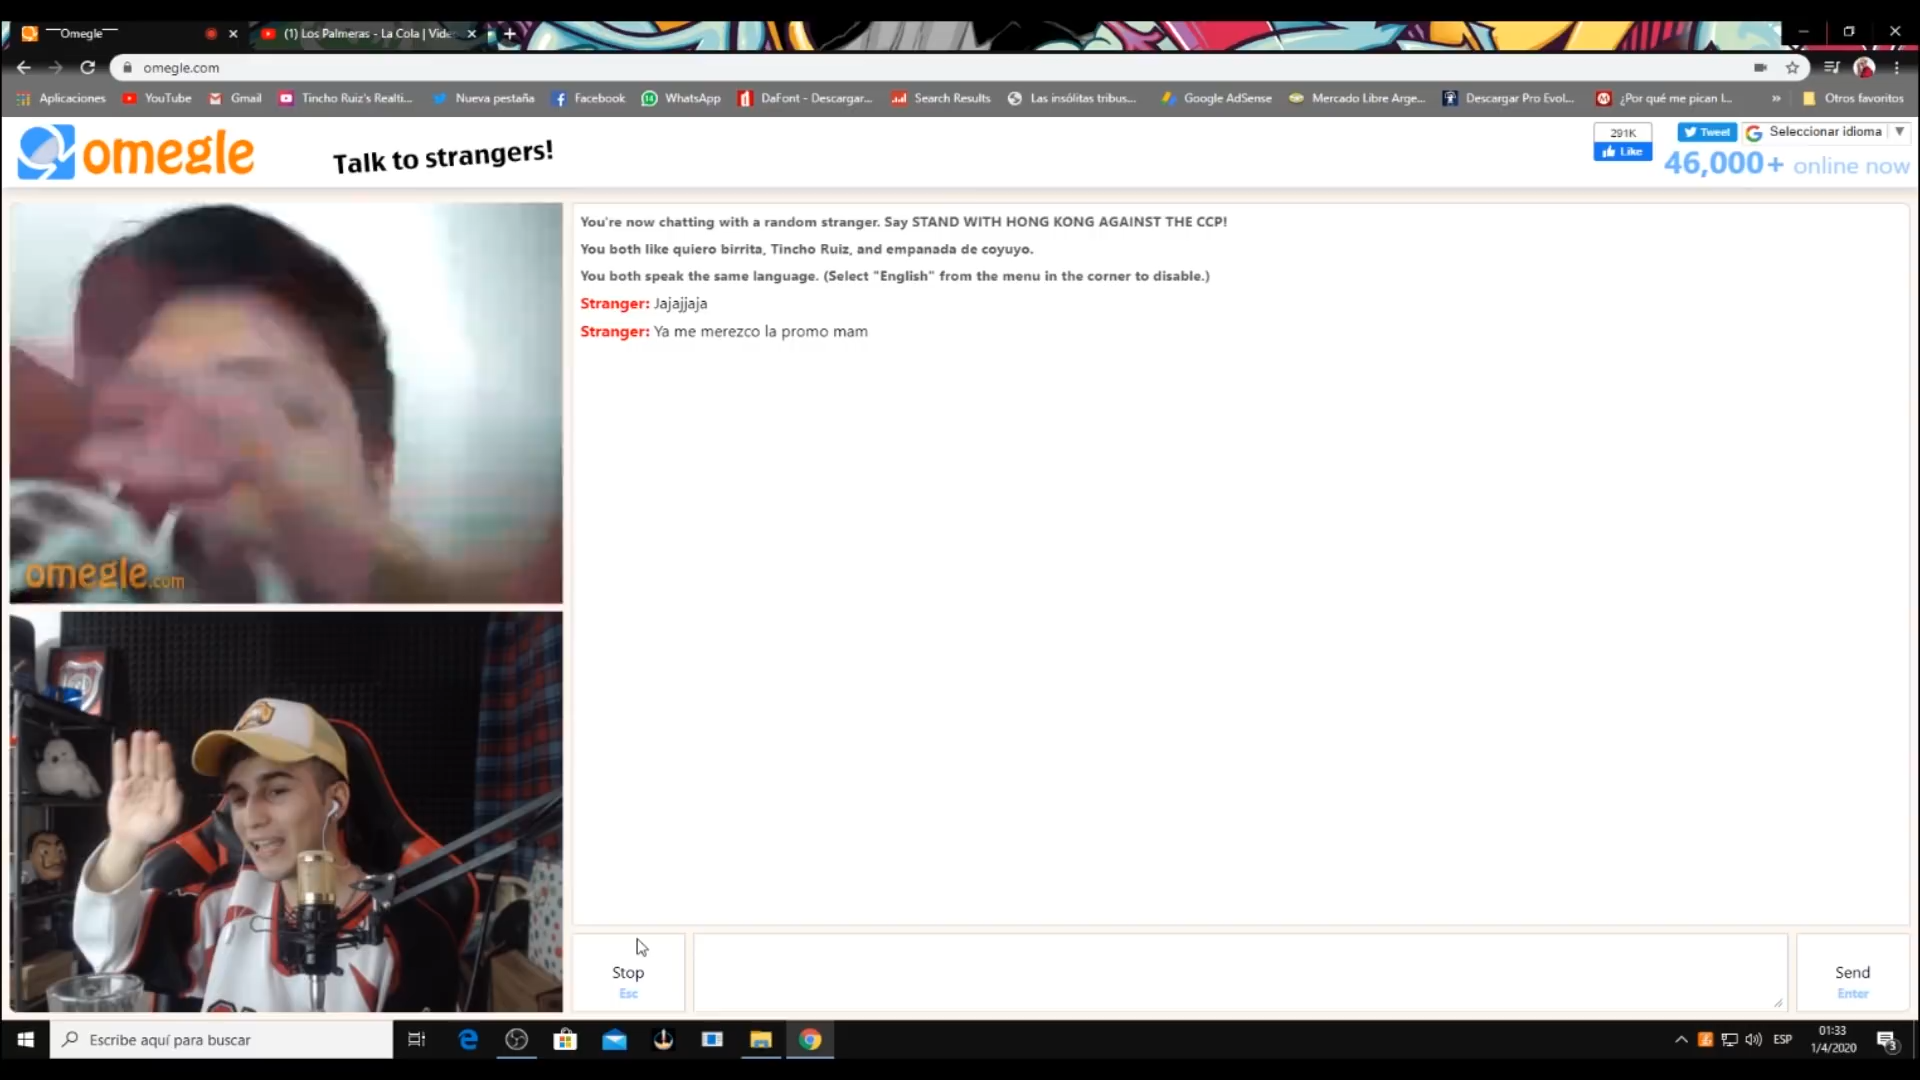 Omegle
(1) Los Palmeras - La Cola | Vide
omegle.com
Aplicaciones
YouTube
Gmail
Tincho Ruiz's Realti...
Nueva pestaña
Facebook
WhatsApp
DaFont - Descargar...
Search Results
Las insólitas tribus...
Google AdSense
Mercado Libre Arge...
Descargar Pro Evol...
¿Por qué me pican l...
»
Otros favoritos
omegle
Talk to strangers!
291K
Like
Tweet
Seleccionar idioma
46,000+ online now
You're now chatting with a random stranger. Say STAND WITH HONG KONG AGAINST THE CCP!
You both like quiero birrita, Tincho Ruiz, and empanada de coyuyo.
You both speak the same language. (Select "English" from the menu in the corner to disable.)
Stranger: Jajajjaja
Stranger: Ya me merezco la promo mam
omegle.com
Stop
Esc
Send
Enter
Escribe aquí para buscar
ESP
01:33
1/4/2020
3